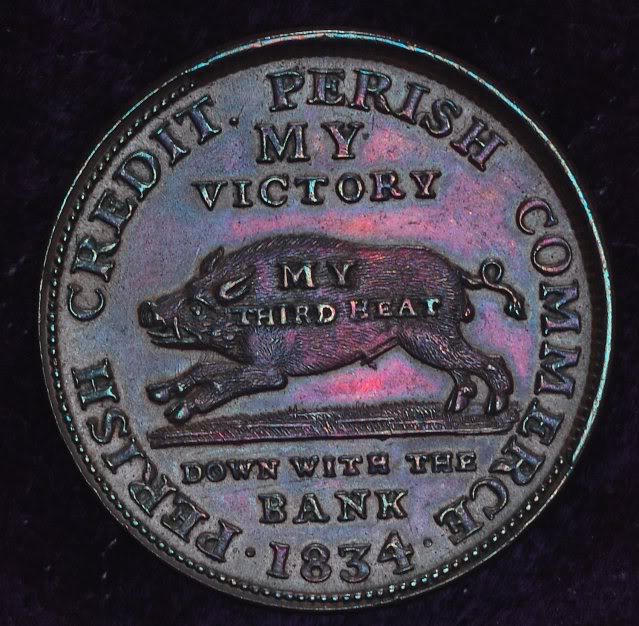 PERISH CREDIT. PERISH COMMERCE
MY
VICTORY
MY
THIRD HEAT
DOWN WITH THE
BANK
· 1834 ·